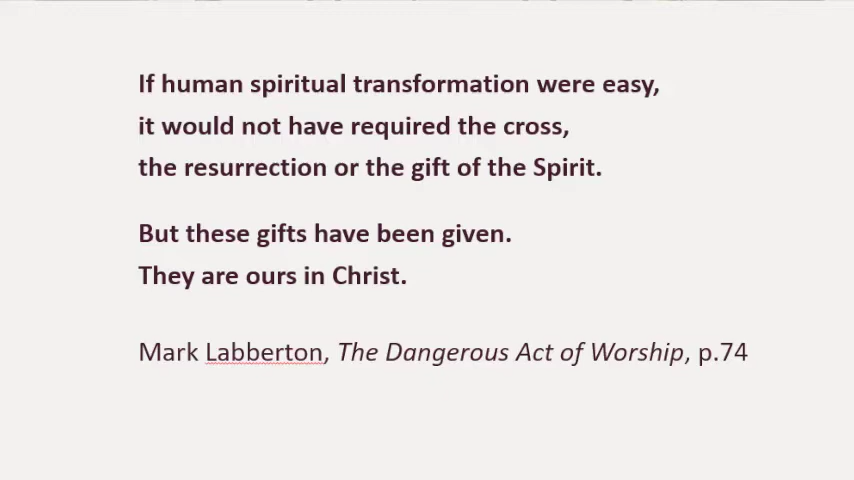 If human spiritual transformation were easy,
it would not have required the cross,
the resurrection or the gift of the Spirit.
But these gifts have been given.
They are ours in Christ.
Mark Labberton, The Dangerous Act of Worship, p.74